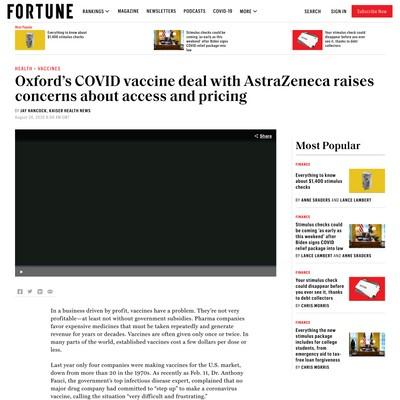 FORTUNE
RANKINGS
MAGAZINE
NEWSLETTERS
PODCASTS
COVID-19
MORE
SEARCH
SIGN IN
Subscribe Now
Most Popular
Everything to know about $1,400 stimulus checks
Stimulus checks could be coming 'as early as this weekend' after Biden signs COVID relief package into law
Your stimulus check could disappear before you ever see it, thanks to debt collectors
HEALTH • VACCINES
Oxford's COVID vaccine deal with AstraZeneca raises
concerns about access and pricing
BY JAY HANCOCK, KAISER HEALTH NEWS
August 24, 2020
Share
Most Popular
FINANCE
Everything to know
about $1,400 stimulus
checks
BY ANNE SRADERS AND LANCE LAMBERT
FINANCE
Stimulus checks could
be coming 'as early as
this weekend' after
Biden signs COVID
relief package into law
BY LANCE LAMBERT AND ANNE SRADERS
FINANCE
Your stimulus check
could disappear before
you ever see it, thanks
to debt collectors
BY CHRIS MORRIS
FINANCE
Everything the new
stimulus package
includes for college
students, from
emergency aid to tax-
free loan forgiveness
BY CHRIS MORRIS
In a business driven by profit, vaccines have a problem. They're not very
profitable—at least not without government subsidies. Pharma companies
favor expensive medicines that must be taken repeatedly and generate
revenue for years or decades. Vaccines are often given only once or twice. In
many parts of the world, established vaccines cost a few dollars per dose or
less.
Last year only four companies were making vaccines for the U.S. market,
down from more than 20 in the 1970s. As recently as Feb. 11, Dr. Anthony
Fauci, the government's top infectious disease expert, complained that no
major drug company had committed to "step up" to make a coronavirus
vaccine, calling the situation "very difficult and frustrating."